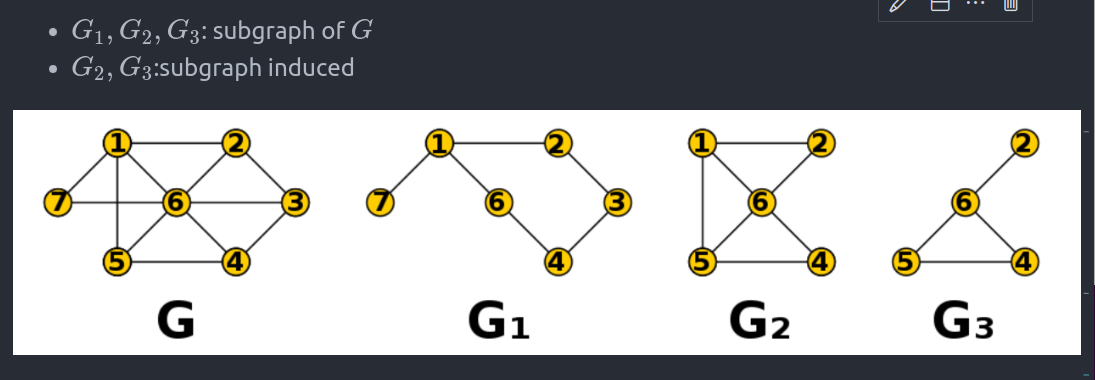 • G₁, G₂, G₃: subgraph of G
• G₂, G₃:subgraph induced
1 2 1 2 1 2 2
7 6 3 7 6 3 6 6
5 4 4 5 4 5 4
G G₁ G₂ G₃